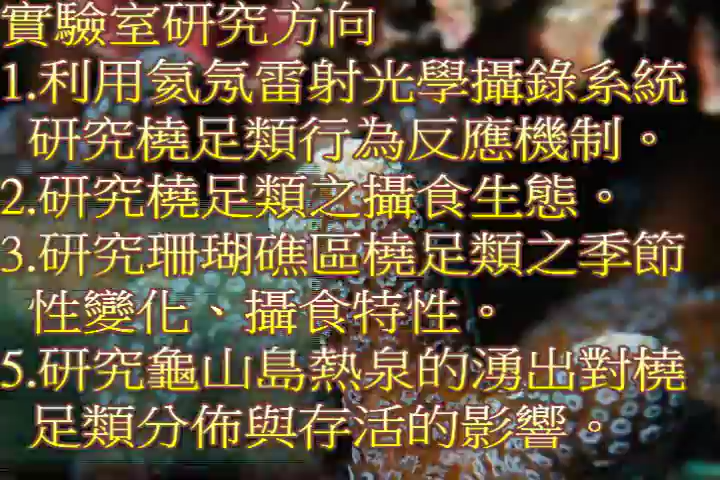 實驗室研究方向
1.利用氦氖雷射光學攝錄系統
研究橈足類行為反應機制。
2.研究橈足類之攝食生態。
3.研究珊瑚礁區橈足類之季節
性變化、攝食特性。
5.研究龜山島熱泉的湧出對橈
足類分佈與存活的影響。